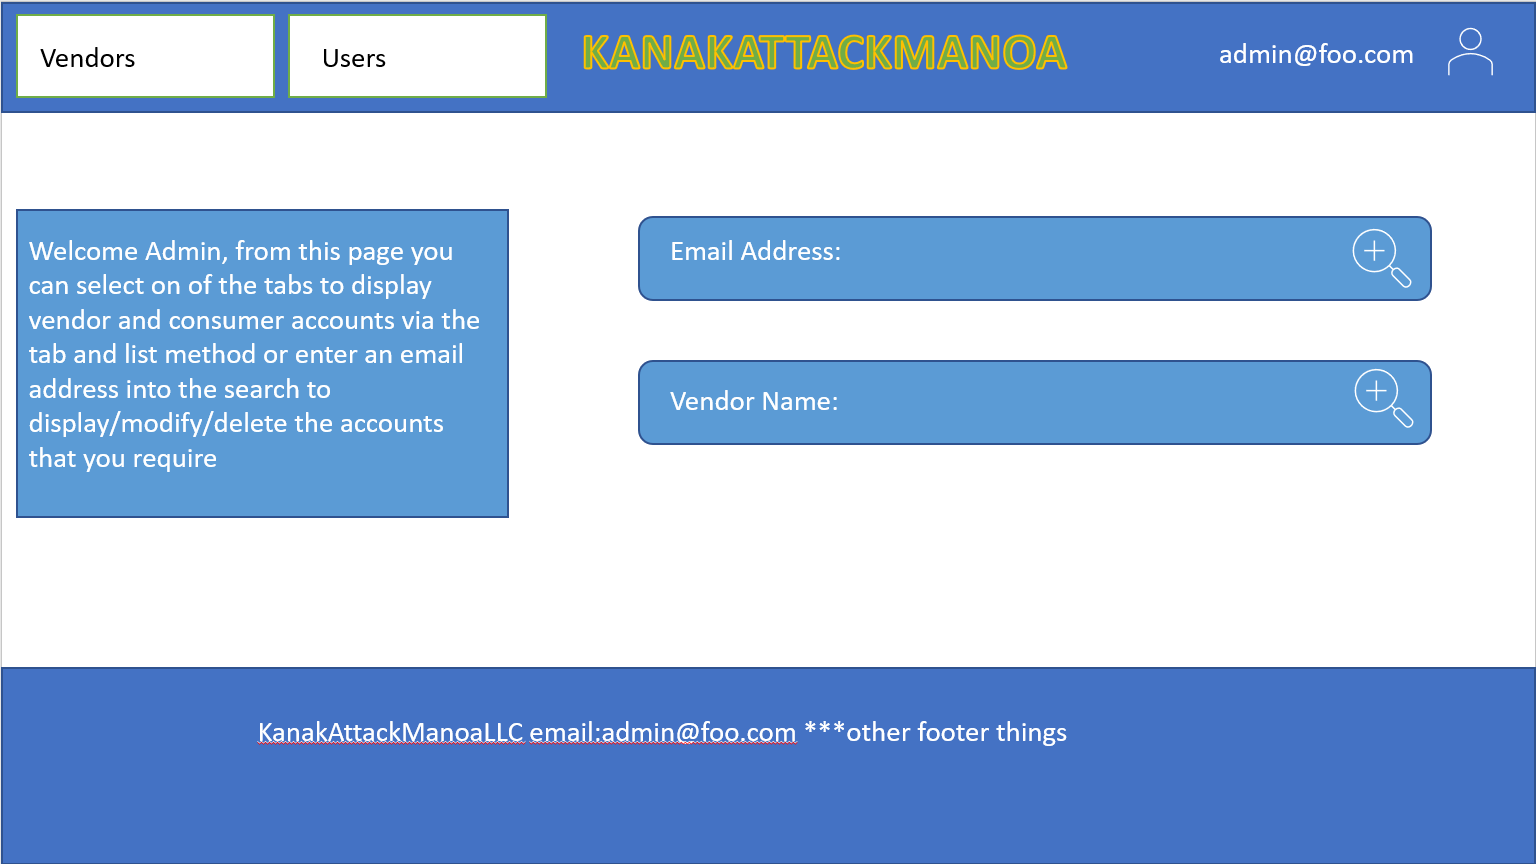 Vendors
Users
KANAKATTACKMANOA
admin@foo.com
Welcome Admin, from this page you
can select on of the tabs to display
vendor and consumer accounts via the
tab and list method or enter an email
address into the search to
display/modify/delete the accounts
that you require
Email Address:
Vendor Name:
KanakAttackManoaLLC email:admin@foo.com ***other footer things